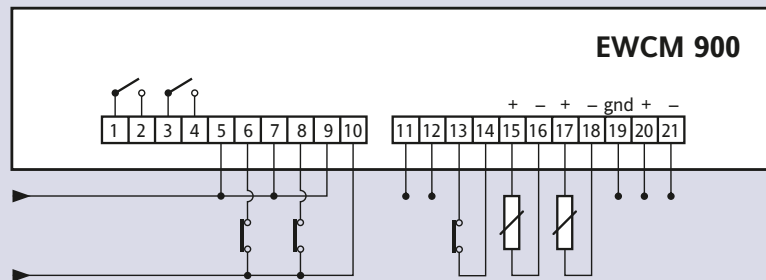 EWCM 900
+ – + – gnd + –
1 2 3 4 5 6 7 8 9 10 11 12 13 14 15 16 17 18 19 20 21